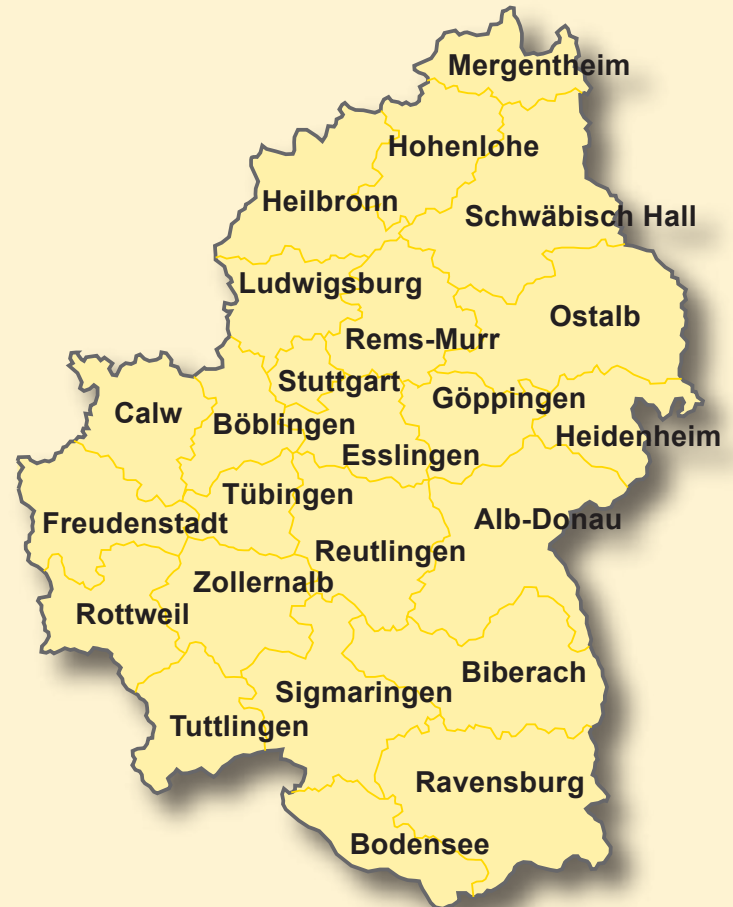 Mergentheim
Hohenlohe
Heilbronn
Schwäbisch Hall
Ludwigsburg
Ostalb
Rems-Murr
Stuttgart
Göppingen
Calw
Böblingen
Heidenheim
Esslingen
Tübingen
Freudenstadt
Alb-Donau
Reutlingen
Zollernalb
Rottweil
Biberach
Sigmaringen
Tuttlingen
Ravensburg
Bodensee